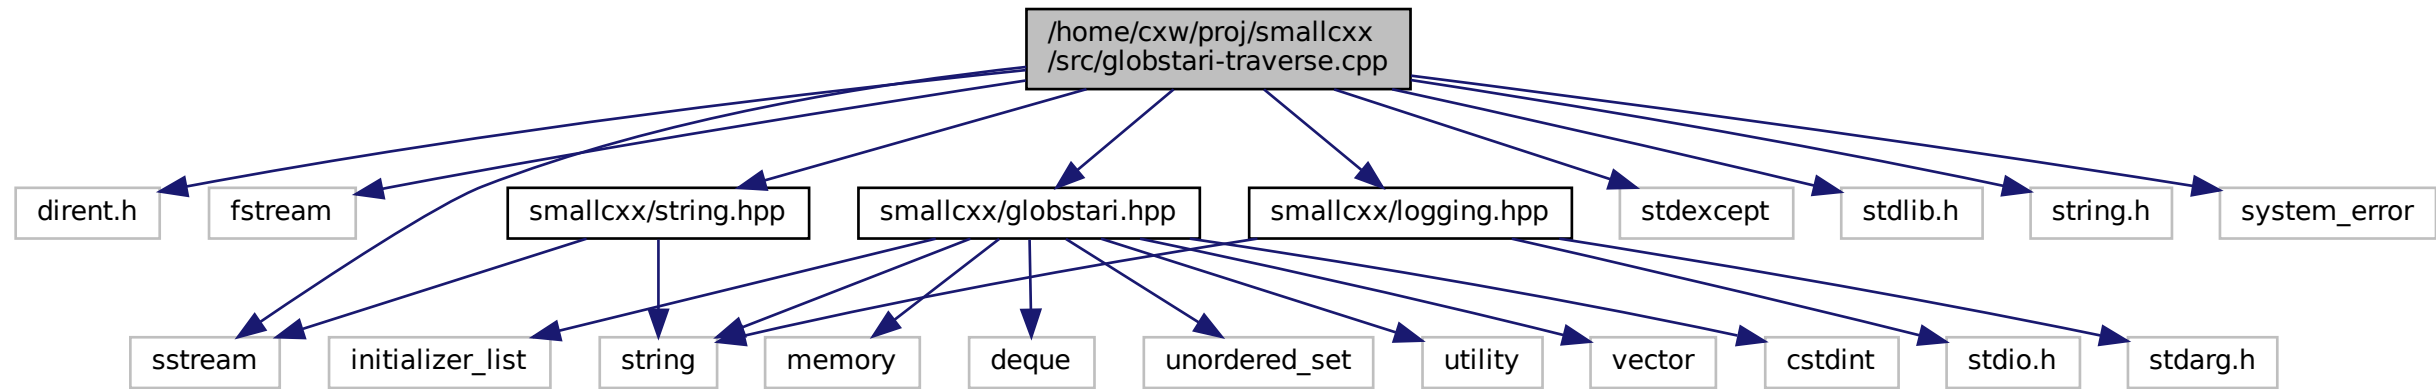 /home/cxw/proj/smallcxx
/src/globstari-traverse.cpp
dirent.h
fstream
smallcxx/string.hpp
smallcxx/globstari.hpp
smallcxx/logging.hpp
stdexcept
stdlib.h
string.h
system_error
sstream
initializer_list
string
memory
deque
unordered_set
utility
vector
cstdint
stdio.h
stdarg.h